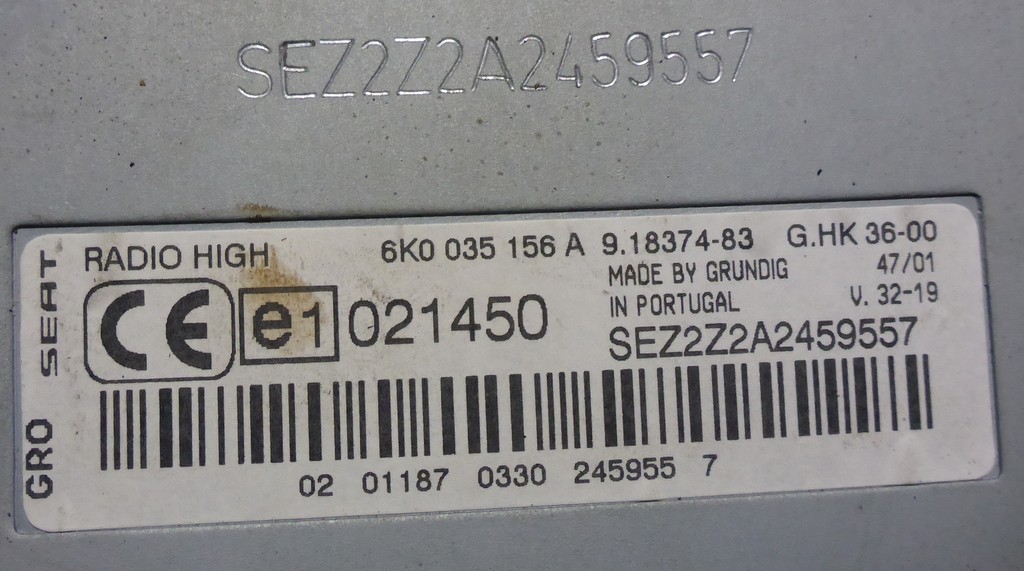 SEZ2Z2A2459557
RADIO HIGH 6K0 035 156 A 9.18374-83 G.HK 36-00
MADE BY GRUNDIG 47/01
IN PORTUGAL V. 32-19
CE e1 021450
SEZ2Z2A2459557
GRO SEAT
02 01187 0330 245955 7